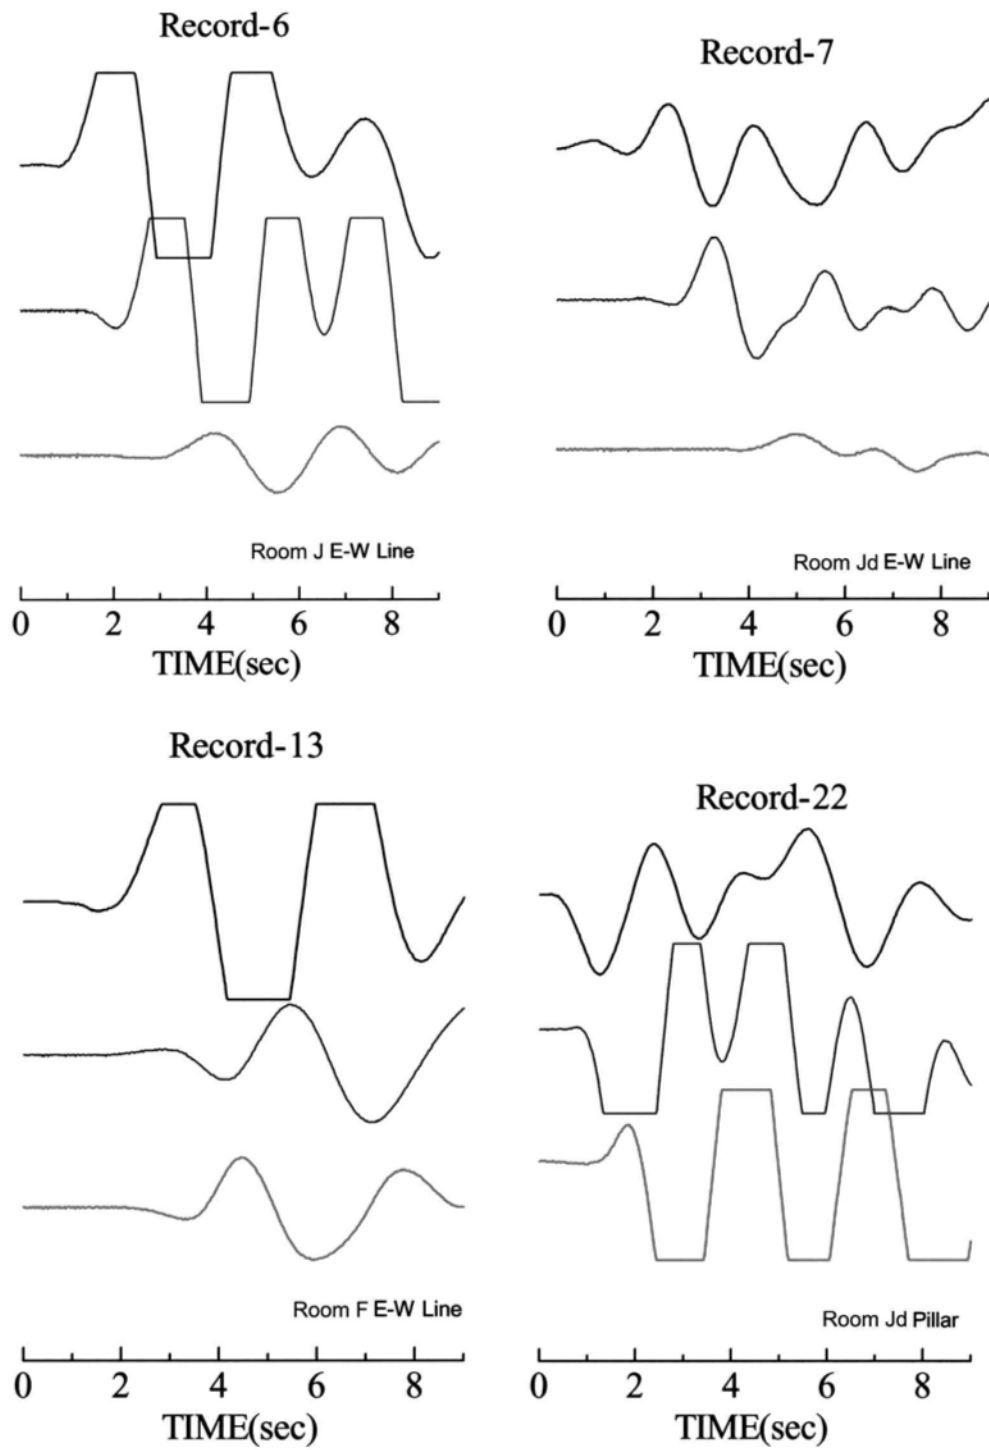 Record-6
Room J E-W Line
0 2 4 6 8
TIME(sec)
Record-7
Room Jd E-W Line
0 2 4 6 8
TIME(sec)
Record-13
Room F E-W Line
0 2 4 6 8
TIME(sec)
Record-22
Room Jd Pillar
0 2 4 6 8
TIME(sec)